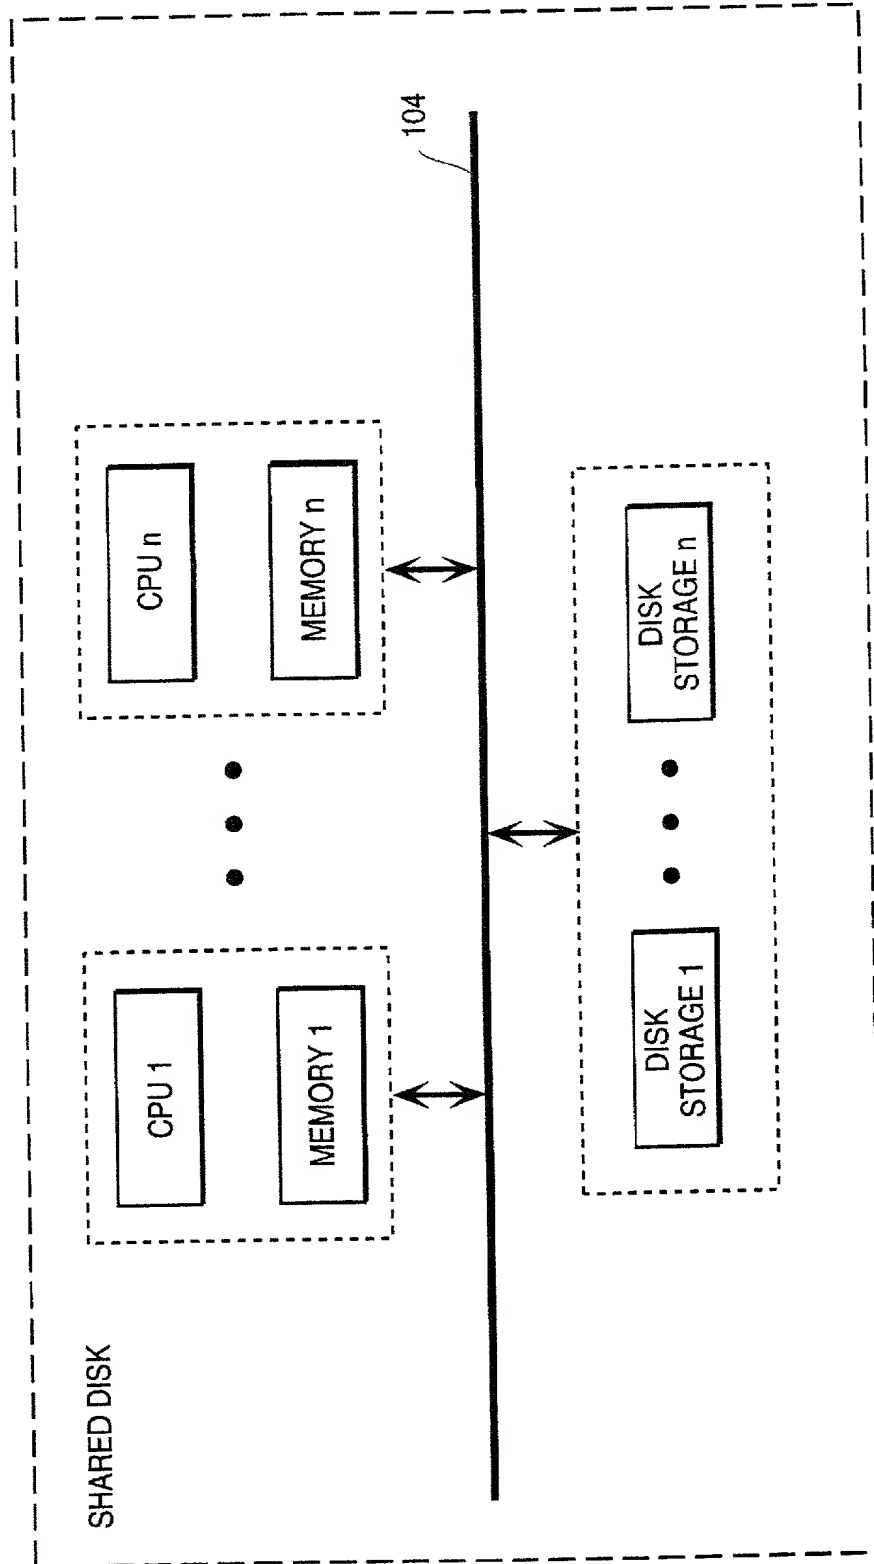 SHARED DISK
CPU 1
MEMORY 1
CPU n
MEMORY n
104
DISK
STORAGE 1
DISK
STORAGE n